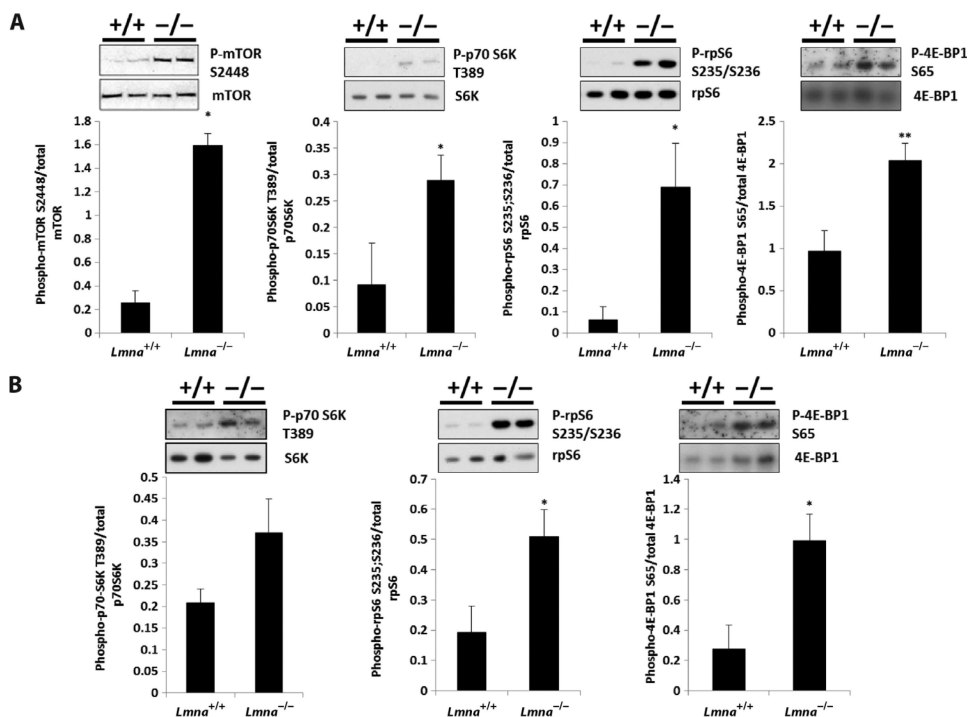 A
+/+ −/−
P-mTOR
S2448
mTOR
+/+ −/−
P-p70 S6K
T389
S6K
+/+ −/−
P-rpS6
S235/S236
rpS6
+/+ −/−
P-4E-BP1
S65
4E-BP1
Phospho-mTOR S2448/total
mTOR
1.8
1.6
1.4
1.2
1
0.8
0.6
0.4
0.2
0
*
Lmna+/+ Lmna−/−
Phospho-p70S6K T389/total
p70S6K
0.4
0.35
0.3
0.25
0.2
0.15
0.1
0.05
0
*
Lmna+/+ Lmna−/−
Phospho-rpS6 S235;S236/total
rpS6
1
0.9
0.8
0.7
0.6
0.5
0.4
0.3
0.2
0.1
0
*
Lmna+/+ Lmna−/−
Phospho-4E-BP1 S65/total 4E-BP1
2.5
2
1.5
1
0.5
0
**
Lmna+/+ Lmna−/−
B
+/+ −/−
P-p70 S6K
T389
S6K
+/+ −/−
P-rpS6
S235/S236
rpS6
+/+ −/−
P-4E-BP1
S65
4E-BP1
Phospho-p70-S6K T389/total
p70S6K
0.5
0.45
0.4
0.35
0.3
0.25
0.2
0.15
0.1
0.05
0
Lmna+/+ Lmna−/−
Phospho-rpS6 S235;S236/total
rpS6
0.7
0.6
0.5
0.4
0.3
0.2
0.1
0
*
Lmna+/+ Lmna−/−
Phospho-4E-BP1 S65/total 4E-BP1
1.4
1.2
1
0.8
0.6
0.4
0.2
0
*
Lmna+/+ Lmna−/−